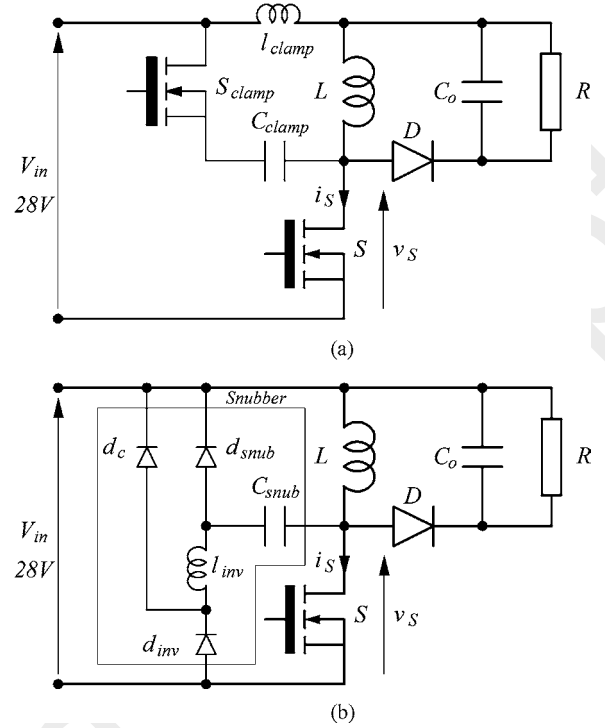 l_clamp
S_clamp
L
C_o
R
C_clamp
D
V_in
28V
i_S
S
v_S
(a)
Snubber
d_c
d_snub
L
C_o
R
C_snub
D
V_in
28V
l_inv
i_S
S
v_S
d_inv
(b)